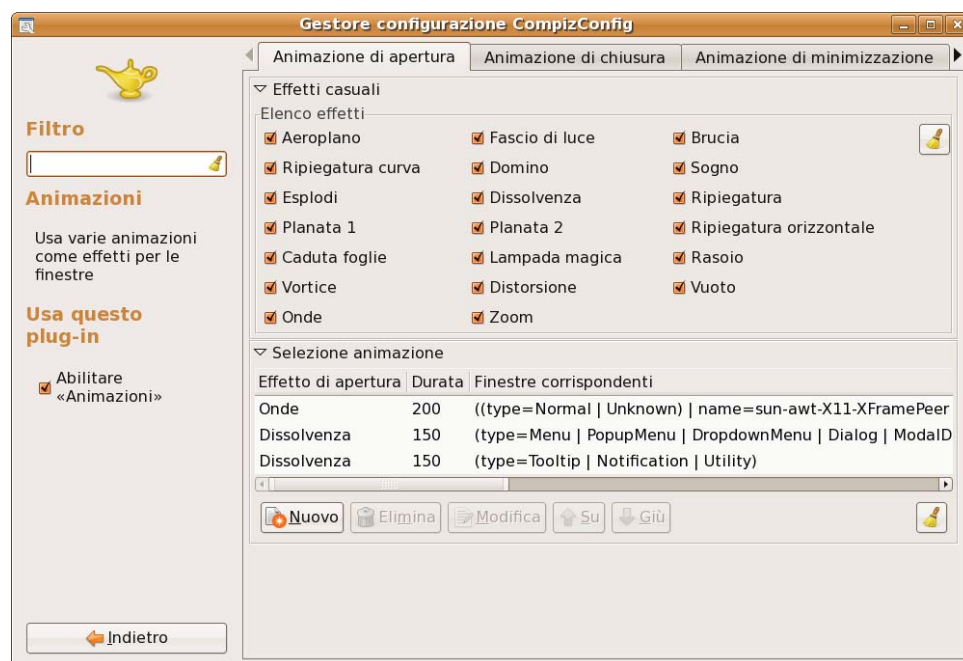 Gestore configurazione CompizConfig
Filtro
Animazioni
Usa varie animazioni
come effetti per le
finestre
Usa questo
plug-in
Abilitare
«Animazioni»
Indietro
Animazione di apertura Animazione di chiusura Animazione di minimizzazione
Effetti casuali
Elenco effetti
Aeroplano Fascio di luce Brucia
Ripiegatura curva Domino Sogno
Esplodi Dissolvenza Ripiegatura
Planata 1 Planata 2 Ripiegatura orizzontale
Caduta foglie Lampada magica Rasoio
Vortice Distorsione Vuoto
Onde Zoom
Selezione animazione
Effetto di apertura Durata Finestre corrispondenti
Onde 200 ((type=Normal | Unknown) | name=sun-awt-X11-XFramePeer
Dissolvenza 150 (type=Menu | PopupMenu | DropdownMenu | Dialog | ModalD
Dissolvenza 150 (type=Tooltip | Notification | Utility)
Nuovo Elimina Modifica Su Giù